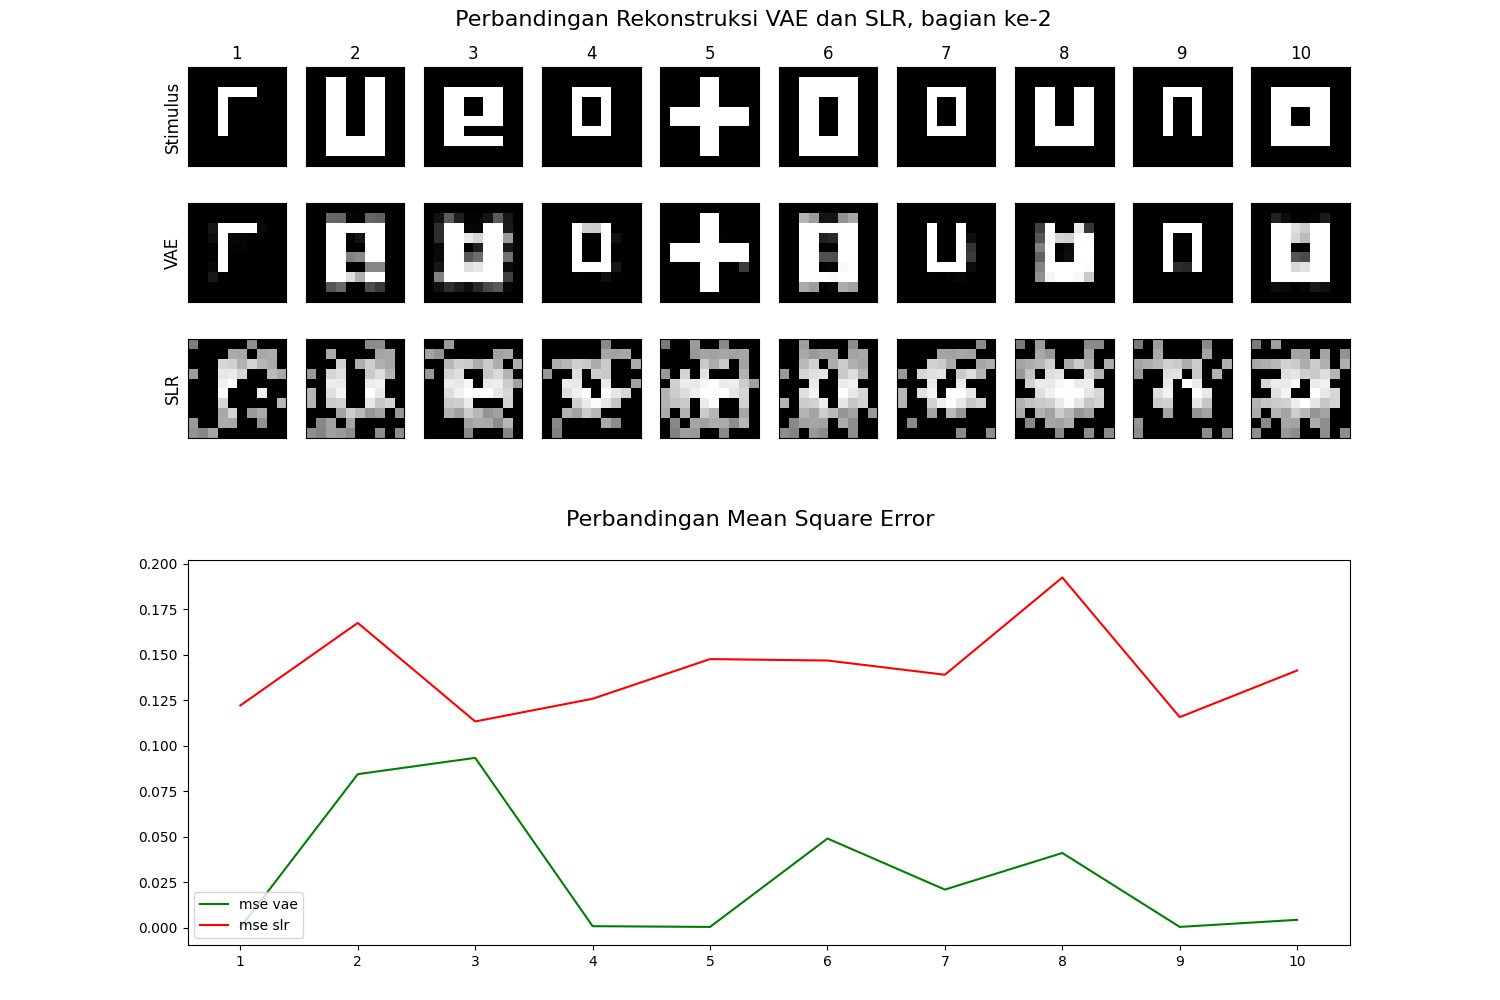 Perbandingan Rekonstruksi VAE dan SLR, bagian ke-2
1 2 3 4 5 6 7 8 9 10
Stimulus
VAE
SLR
Perbandingan Mean Square Error
0.200
0.175
0.150
0.125
0.100
0.075
0.050
0.025
0.000
mse vae
mse slr
1 2 3 4 5 6 7 8 9 10